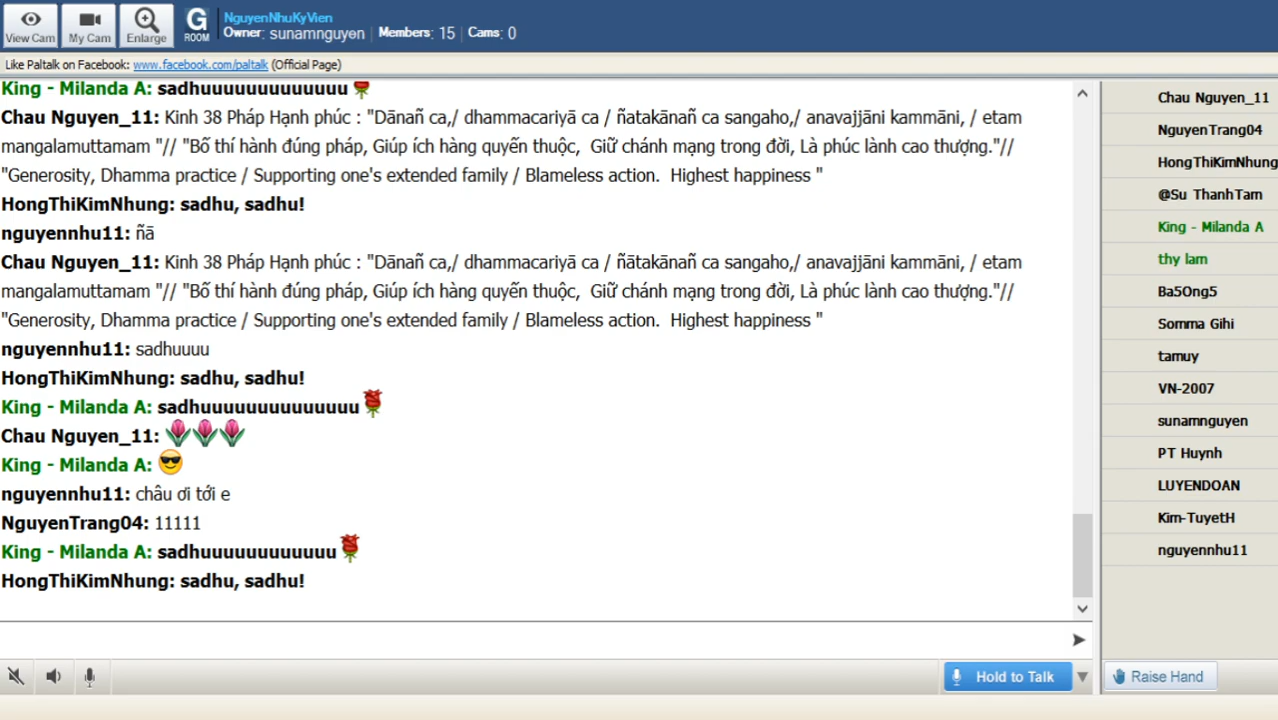 View Cam
My Cam
Enlarge
G
ROOM
NguyenNhuKyVien
Owner: sunamnguyen | Members: 15 | Cams: 0
Like Paltalk on Facebook: www.facebook.com/paltalk (Official Page)
King - Milanda A: sadhuuuuuuuuuuuuu
Chau Nguyen_11: Kinh 38 Pháp Hạnh phúc : "Dānañ ca,/ dhammacariyā ca / ñatakānañ ca sangaho,/ anavajjāni kammāni, / etam
mangalamuttamam "// "Bố thí hành đúng pháp, Giúp ích hàng quyến thuộc,  Giữ chánh mạng trong đời, Là phúc lành cao thượng."//
"Generosity, Dhamma practice / Supporting one's extended family / Blameless action.  Highest happiness "
HongThiKimNhung: sadhu, sadhu!
nguyennhu11: ñā
Chau Nguyen_11: Kinh 38 Pháp Hạnh phúc : "Dānañ ca,/ dhammacariyā ca / ñātakānañ ca sangaho,/ anavajjāni kammāni, / etam
mangalamuttamam "// "Bố thí hành đúng pháp, Giúp ích hàng quyến thuộc,  Giữ chánh mạng trong đời, Là phúc lành cao thượng."//
"Generosity, Dhamma practice / Supporting one's extended family / Blameless action.  Highest happiness "
nguyennhu11: sadhuuuu
HongThiKimNhung: sadhu, sadhu!
King - Milanda A: sadhuuuuuuuuuuuuuu
Chau Nguyen_11:
King - Milanda A:
nguyennhu11: châu ơi tới e
NguyenTrang04: 11111
King - Milanda A: sadhuuuuuuuuuuuu
HongThiKimNhung: sadhu, sadhu!
Chau Nguyen_11
NguyenTrang04
HongThiKimNhung
@Su ThanhTam
King - Milanda A
thy lam
Ba5Ong5
Somma Gihi
tamuy
VN-2007
sunamnguyen
PT Huynh
LUYENDOAN
Kim-TuyetH
nguyennhu11
Hold to Talk
Raise Hand